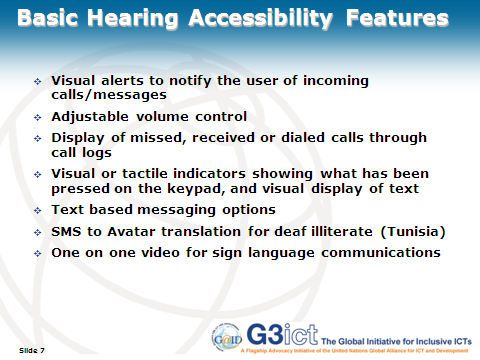 Basic Hearing Accessibility Features
Visual alerts to notify the user of incoming
calls/messages
Adjustable volume control
Display of missed, received or dialed calls through
call logs
Visual or tactile indicators showing what has been
pressed on the keypad, and visual display of text
Text based messaging options
SMS to Avatar translation for deaf illiterate (Tunisia)
One on one video for sign language communications
Slide 7
G@ID
G3ict The Global Initiative for Inclusive ICTs
A Flagship Advocacy Initiative of the United Nations Global Alliance for ICT and Development